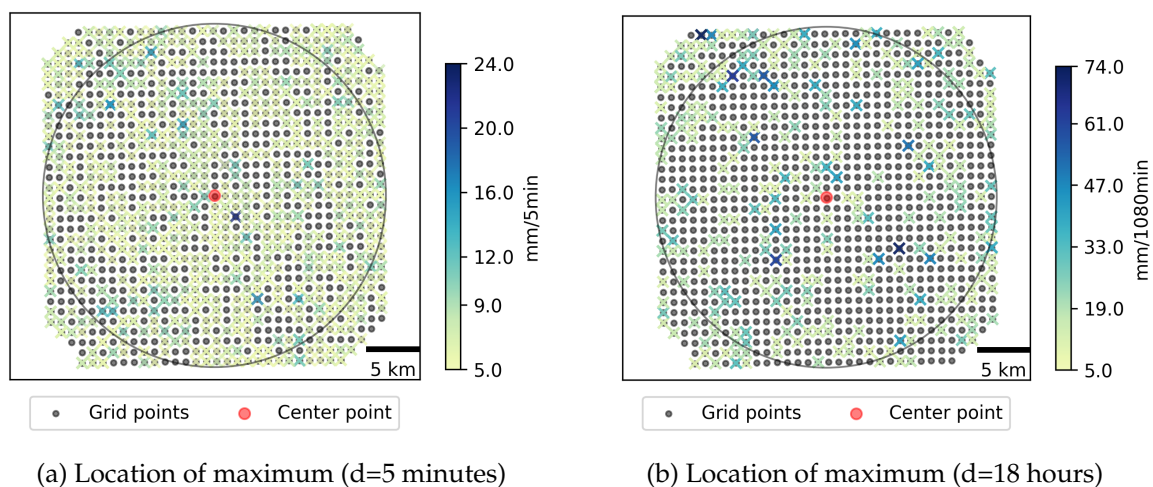 24.0
20.0
16.0
12.0
9.0
5.0
mm/5min
5 km
Grid points
Center point
(a) Location of maximum (d=5 minutes)
74.0
61.0
47.0
33.0
19.0
5.0
mm/1080min
5 km
Grid points
Center point
(b) Location of maximum (d=18 hours)